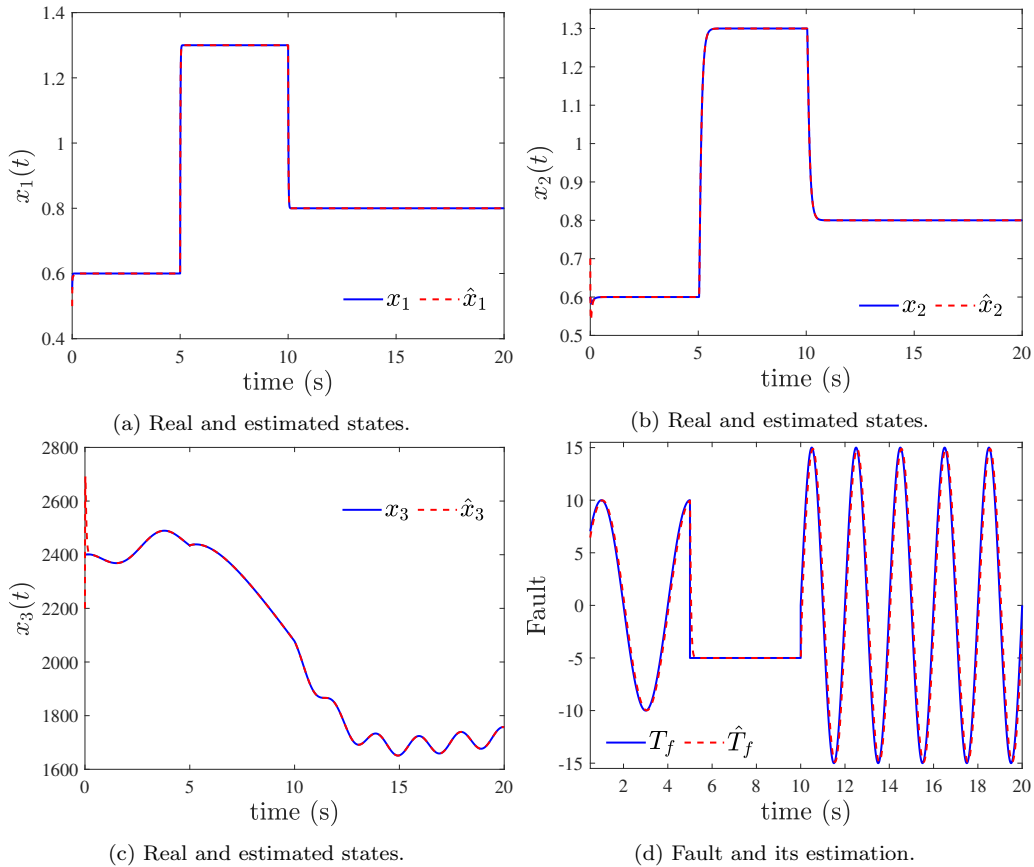 1.4
1.2
1
0.8
0.6
0.4
x₁(t)
x₁ x̂₁
0 5 10 15 20
time (s)
(a) Real and estimated states.
1.3
1.2
1.1
1
0.9
0.8
0.7
0.6
0.5
x₂(t)
x₂ x̂₂
0 5 10 15 20
time (s)
(b) Real and estimated states.
2800
2600
2400
2200
2000
1800
1600
x₃(t)
x₃ x̂₃
0 5 10 15 20
time (s)
(c) Real and estimated states.
15
10
5
0
-5
-10
-15
Fault
T_f T̂_f
2 4 6 8 10 12 14 16 18 20
time (s)
(d) Fault and its estimation.